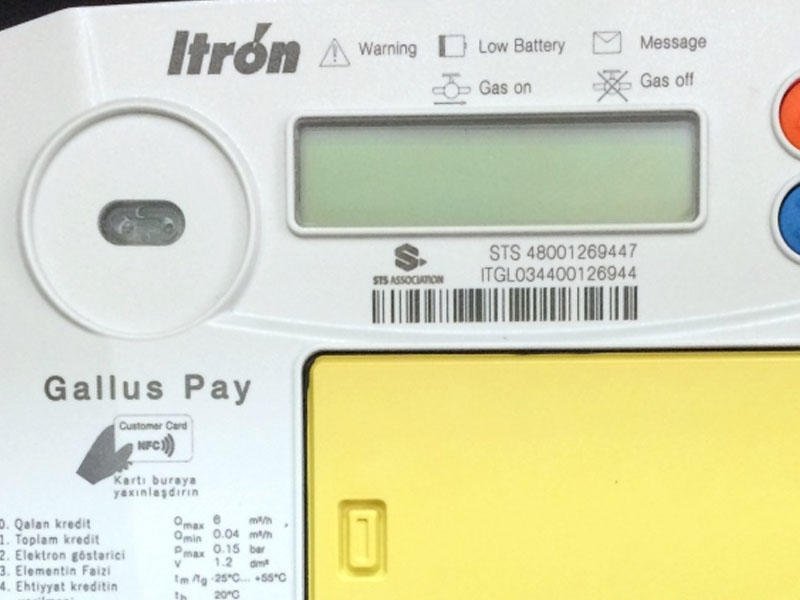 Itrón
Warning
Low Battery
Message
Gas on
Gas off
STS ASSOCIATION
STS 48001269447
ITGL034400126944
Gallus Pay
Customer Card
NFC
Kartı buraya
yaxınlaşdırın
0. Qalan kredit
1. Toplam kredit
2. Elektron göstərici
3. Elementin Faizi
4. Ehtiyyat kreditin
Qmax 6 m³/h
Qmin 0.04 m³/h
Pmax 0.15 bar
V 1.2 dm³
tm/tg -25°C... +55°C
th 20°C